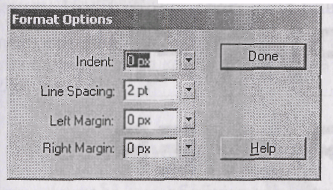 Format Options
Indent: 0 px Done
Line Spacing: 2 pt
Left Margin: 0 px
Right Margin: 0 px Help